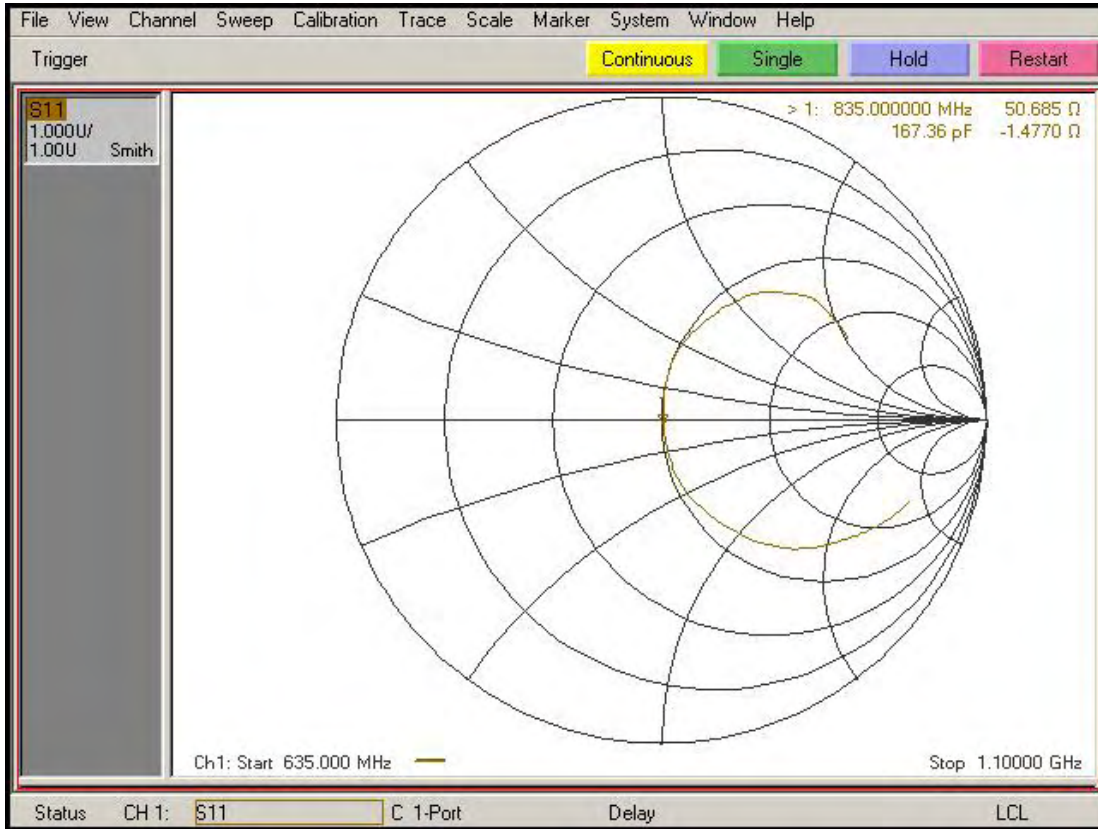 File View Channel Sweep Calibration Trace Scale Marker System Window Help
Trigger Continuous Single Hold Restart
S11
1.000U/
1.00U Smith
> 1: 835.000000 MHz 50.685 Ω
167.36 pF -1.4770 Ω
Ch1: Start 635.000 MHz Stop 1.10000 GHz
Status CH 1: S11 C 1-Port Delay LCL